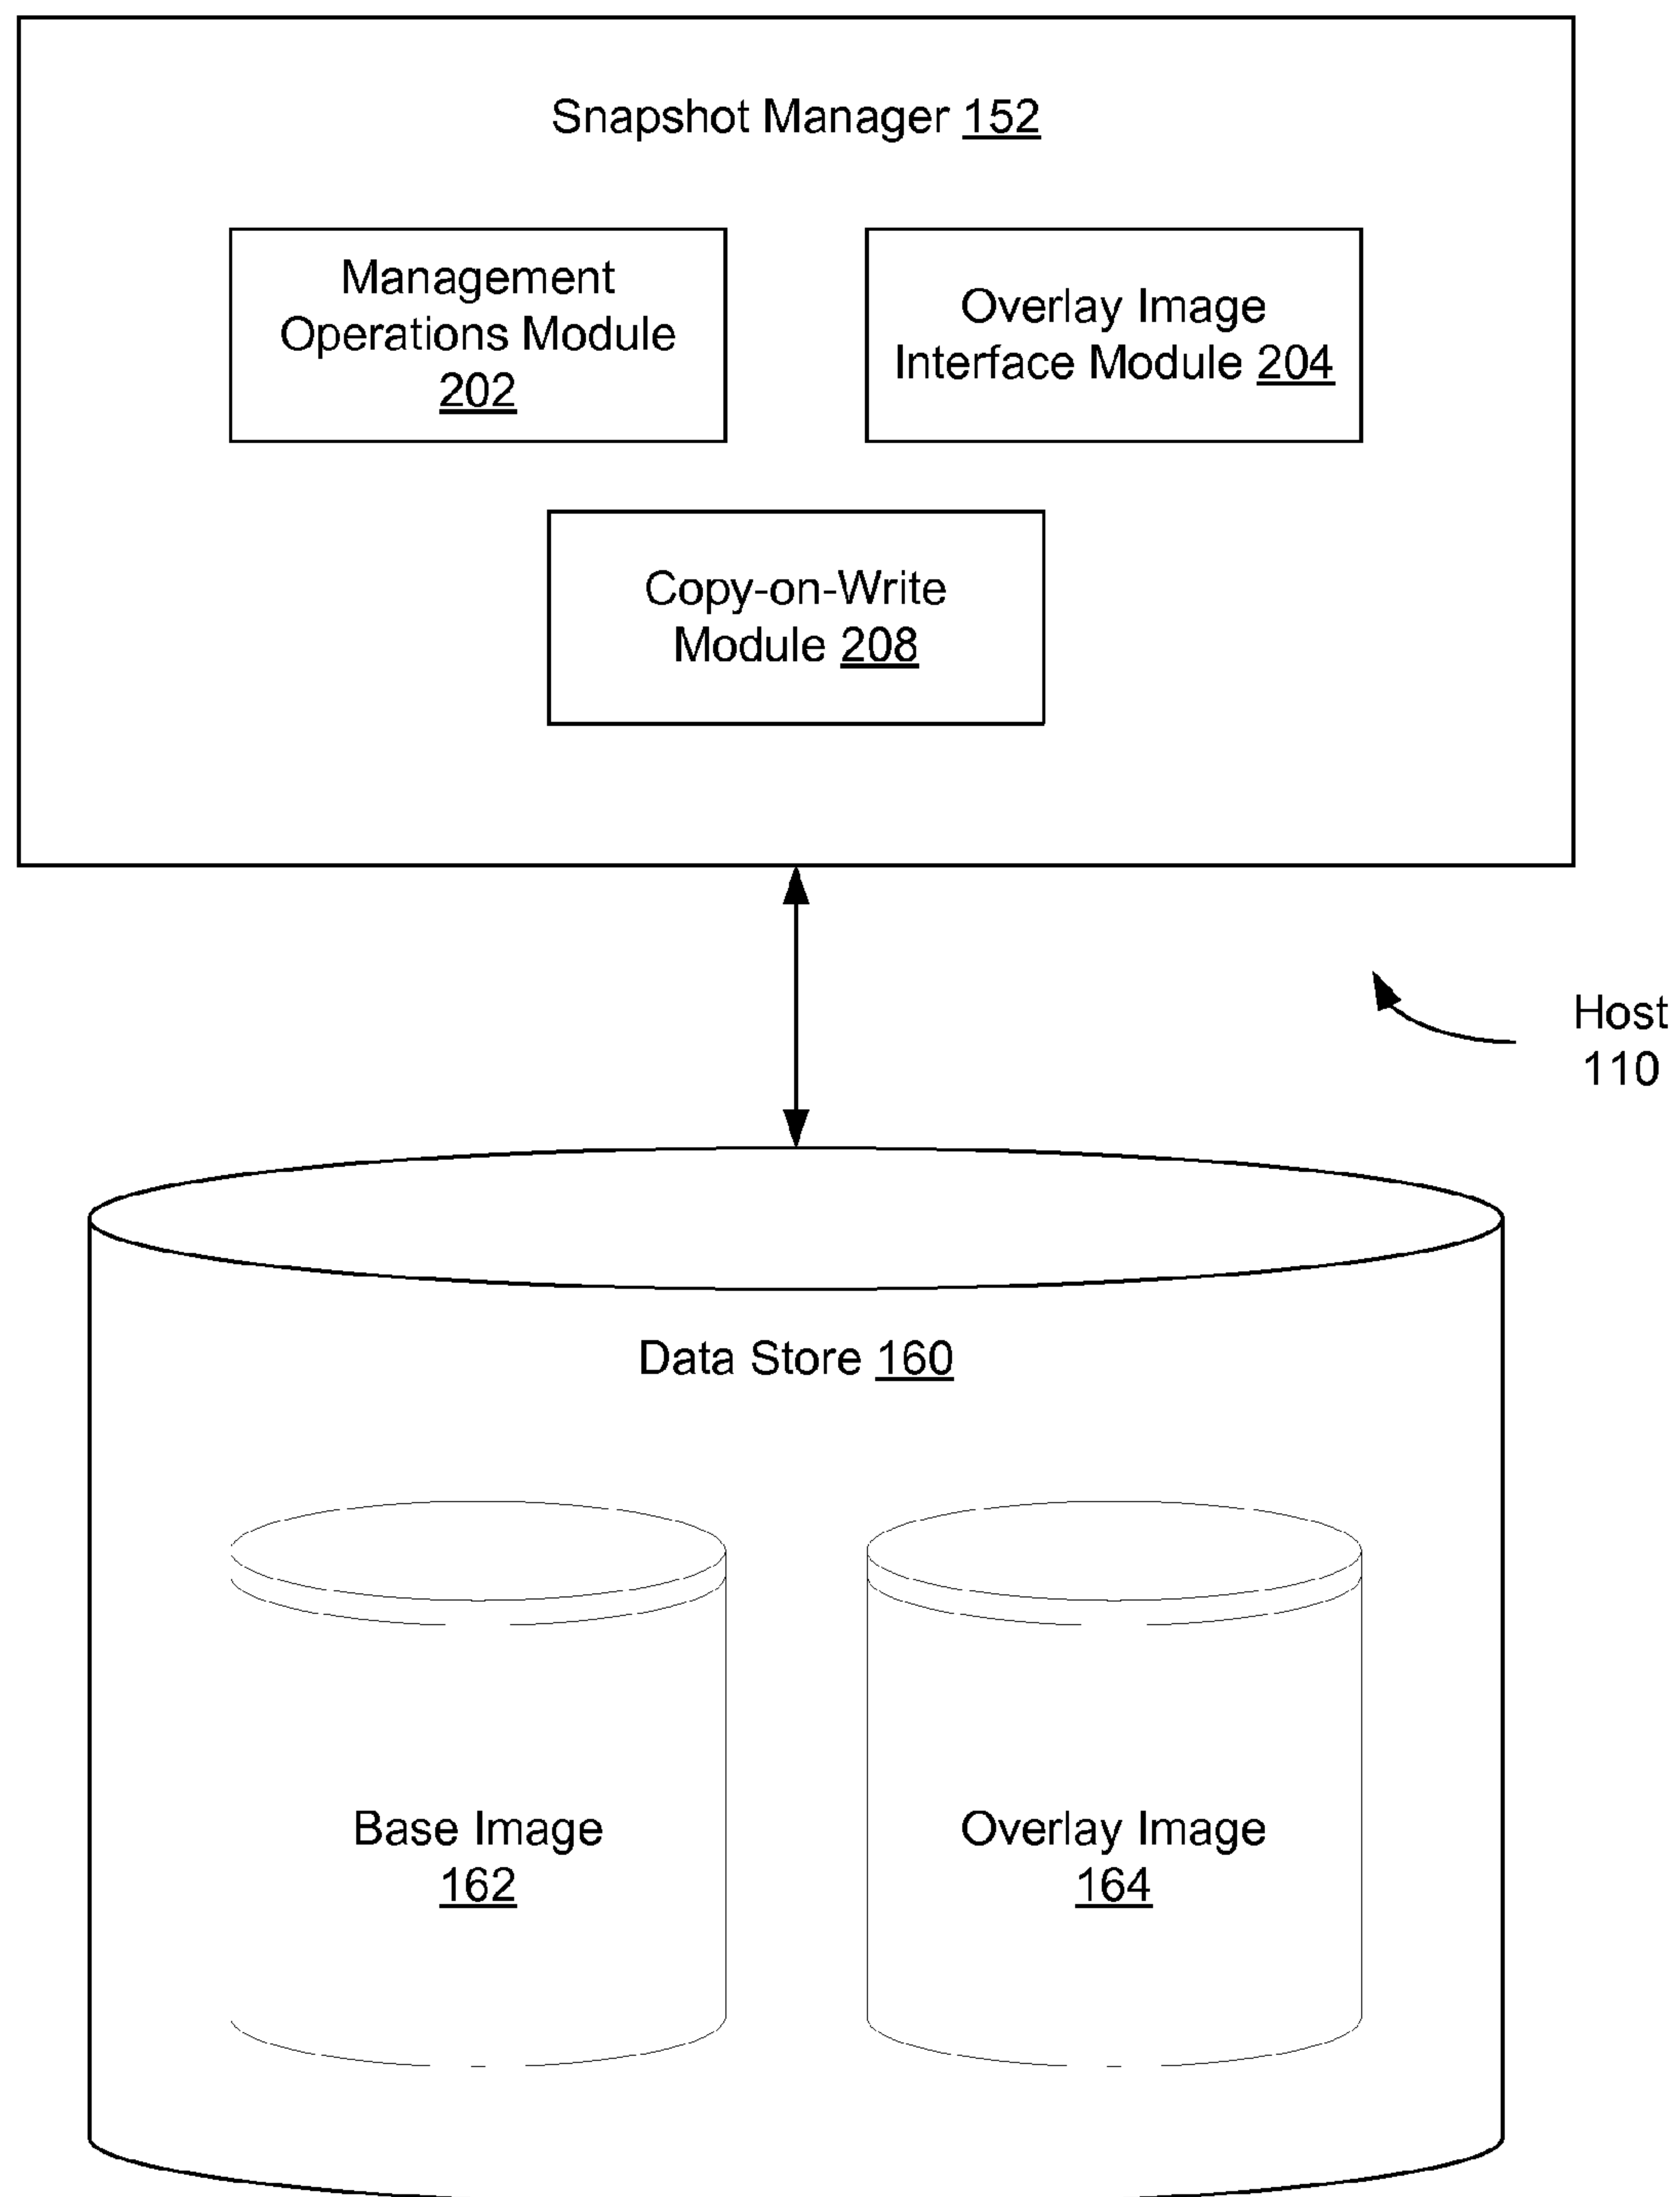 Snapshot Manager 152
Management
Operations Module
202
Overlay Image
Interface Module 204
Copy-on-Write
Module 208
Host
110
Data Store 160
Base Image
162
Overlay Image
164